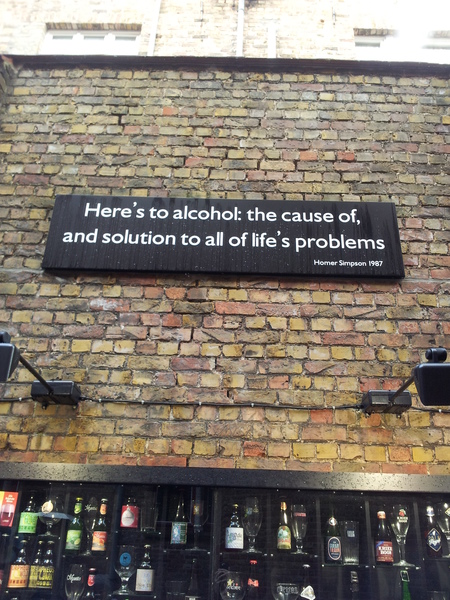 Here's to alcohol: the cause of,
and solution to all of life's problems
Homer Simpson 1987